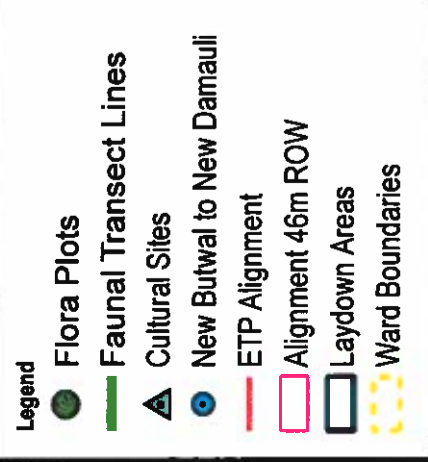 Legend
Flora Plots
Faunal Transect Lines
Cultural Sites
New Butwal to New Damauli
ETP Alignment
Alignment 46m ROW
Laydown Areas
Ward Boundaries